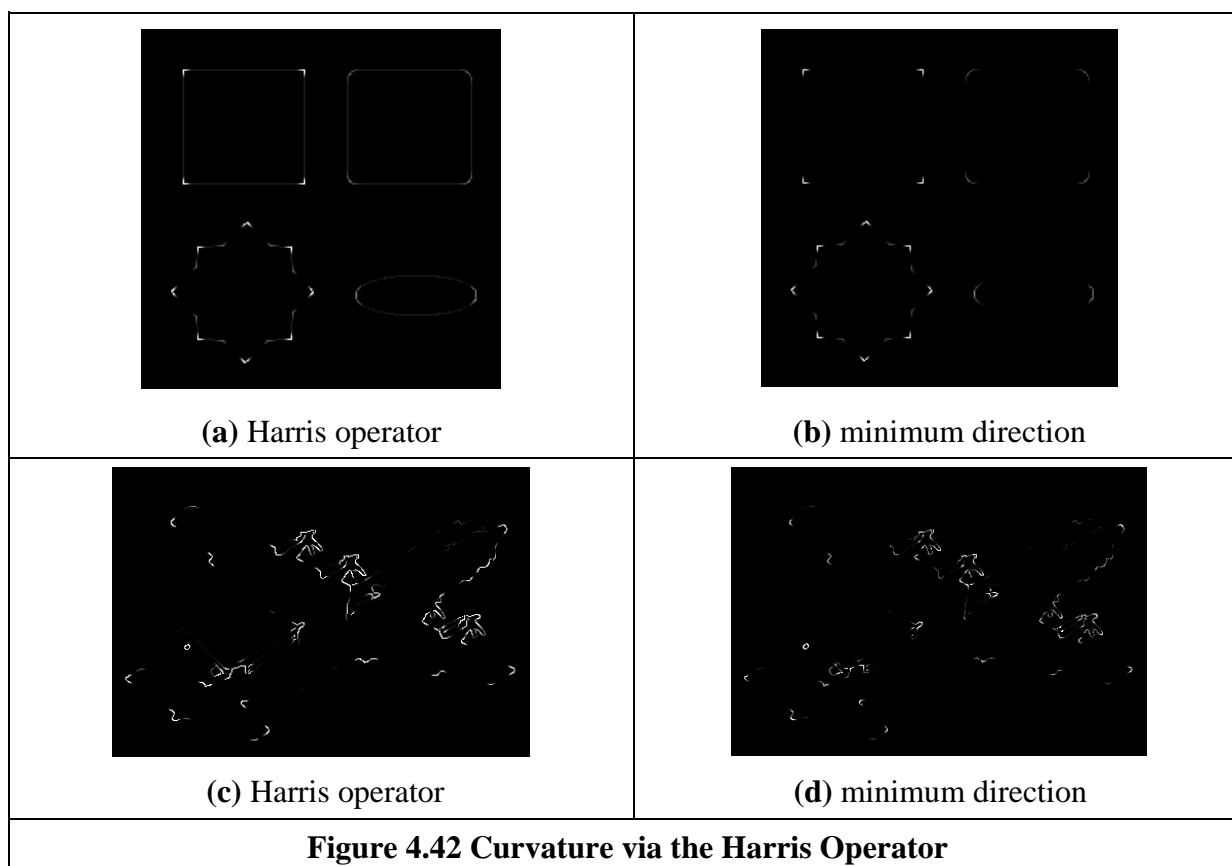 (a) Harris operator
(b) minimum direction
(c) Harris operator
(d) minimum direction
Figure 4.42 Curvature via the Harris Operator